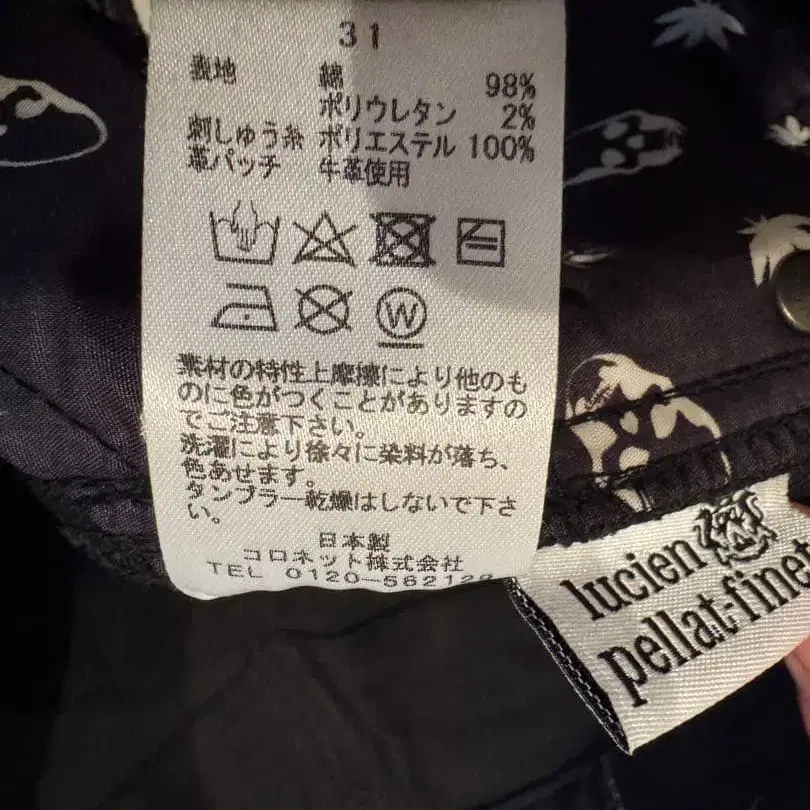 31
表地 綿 98%
ポリウレタン 2%
刺しゅう糸 ポリエステル 100%
革パッチ 牛革使用
W
素材の特性上摩擦により他のも
のに色がつくことがありますの
でご注意下さい。
洗濯により徐々に染料が落ち、
色あせます。
タンブラー乾燥はしないで下さ
い。
日本製
コロネット株式会社
TEL 0120-562129
lucien
pellat-finet